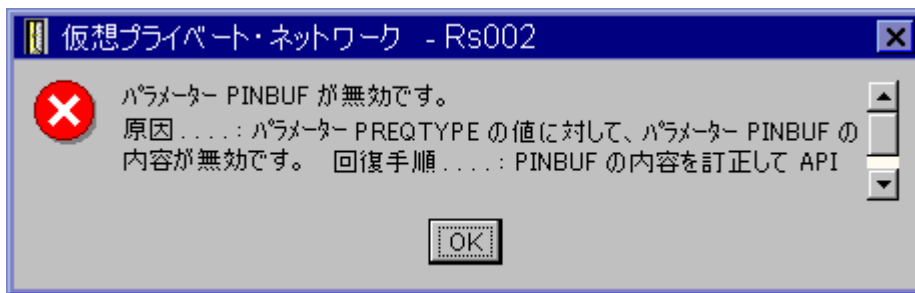 仮想プライベート・ネットワーク - Rs002
パラメーター PINBUF が無効です。
原因 . . . . : パラメーター PREQTYPE の値に対して、パラメーター PINBUF の
内容が無効です。 回復手順 . . . . : PINBUF の内容を訂正して API
OK